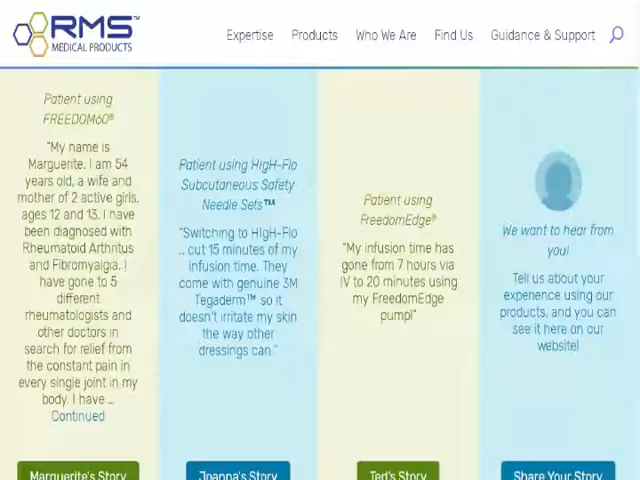 RMS™
MEDICAL PRODUCTS
Expertise
Products
Who We Are
Find Us
Guidance & Support
Patient using
FREEDOM60®
"My name is
Marguerite. I am 54
years old, a wife and
mother of 2 active girls,
ages 12 and 13. I have
been diagnosed with
Rheumatoid Arthritus
and Fibromyalgia. I
have gone to 5
different
rheumatologists and
other doctors in
search for relief from
the constant pain in
every single joint in my
body. I have ...
Continued
Marguerite's Story
Patient using HIgH-Flo
Subcutaneous Safety
Needle Sets™
"Switching to HIgH-Flo
... cut 15 minutes of my
infusion time. They
come with genuine 3M
Tegaderm™ so it
doesn't irritate my skin
the way other
dressings can."
Joanna's Story
Patient using
FreedomEdge®
"My infusion time has
gone from 7 hours via
IV to 20 minutes using
my FreedomEdge
pump!"
Ted's Story
We want to hear from
you!
Tell us about your
experience using our
products, and you can
see it here on our
website!
Share Your Story